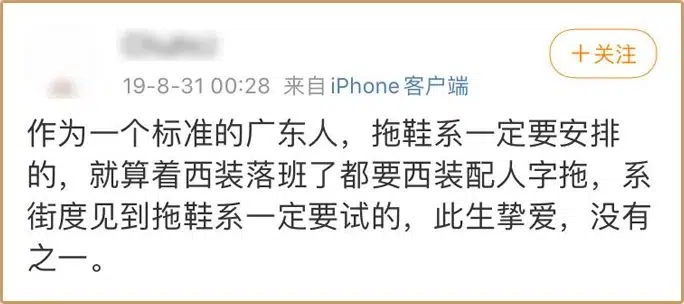 +关注
19-8-31 00:28 来自 iPhone客户端
作为一个标准的广东人，拖鞋系一定要安排
的，就算着西装落班了都要西装配人字拖，系
街度见到拖鞋系一定要试的，此生挚爱，没有
之一。